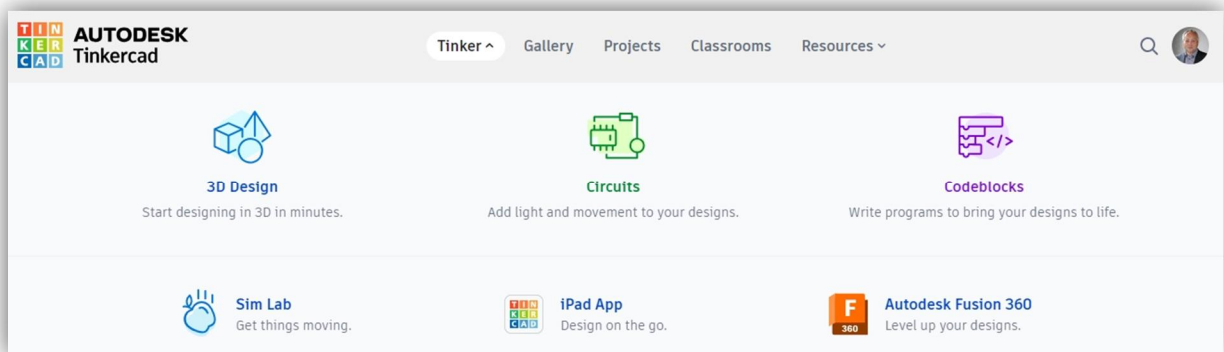 TIN
KER
CAD
AUTODESK
Tinkercad
Tinker Gallery Projects Classrooms Resources
3D Design
Start designing in 3D in minutes.
Circuits
Add light and movement to your designs.
</>
Codeblocks
Write programs to bring your designs to life.
Sim Lab
Get things moving.
TIN
KER
CAD
iPad App
Design on the go.
F
360
Autodesk Fusion 360
Level up your designs.